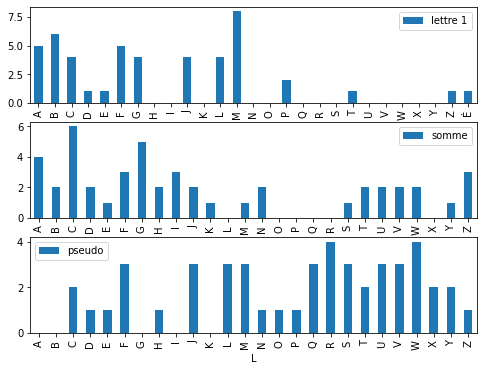 7.5
5.0
2.5
0.0
lettre 1
A B C D E F G H I J K L M N O P Q R S T U V W X Y Z É
6
4
2
0
somme
A B C D E F G H I J K L M N O P Q R S T U V W X Y Z
4
2
0
pseudo
A B C D E F G H I J K L M N O P Q R S T U V W X Y Z
L